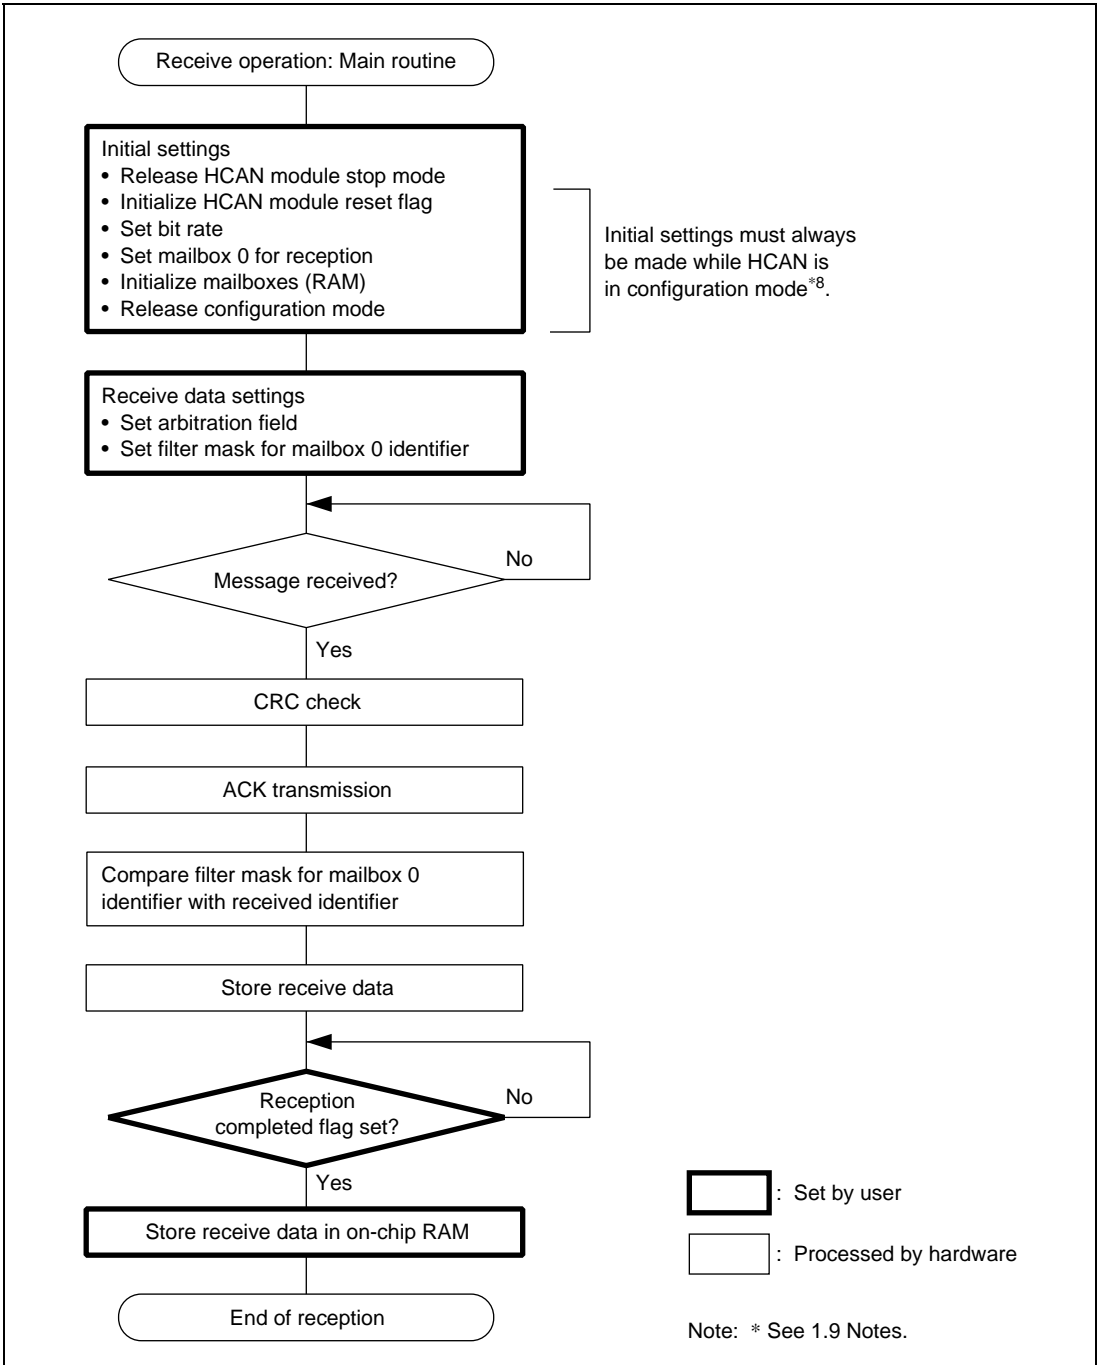 Receive operation: Main routine
Initial settings
• Release HCAN module stop mode
• Initialize HCAN module reset flag
• Set bit rate
• Set mailbox 0 for reception
• Initialize mailboxes (RAM)
• Release configuration mode
Initial settings must always
be made while HCAN is
in configuration mode*8.
Receive data settings
• Set arbitration field
• Set filter mask for mailbox 0 identifier
No
Message received?
Yes
CRC check
ACK transmission
Compare filter mask for mailbox 0
identifier with received identifier
Store receive data
No
Reception
completed flag set?
Yes
Store receive data in on-chip RAM
End of reception
: Set by user
: Processed by hardware
Note: * See 1.9 Notes.